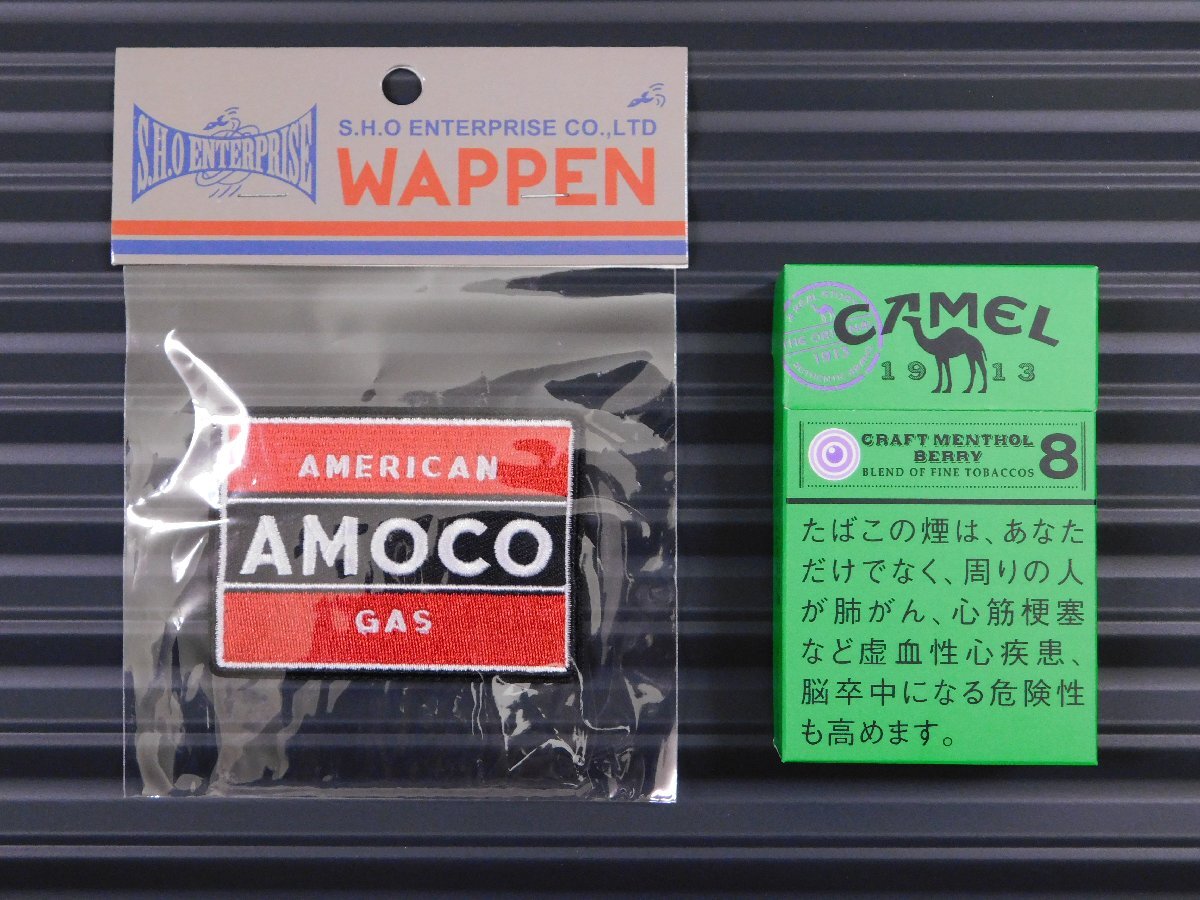 S.H.O ENTERPRISE
S.H.O ENTERPRISE CO.,LTD
WAPPEN
AMERICAN
AMOCO
GAS
CAMEL
1913
1913
CRAFT MENTHOL
BERRY
BLEND OF FINE TOBACCOS
8
たばこの煙は、あなた
だけでなく、周りの人
が肺がん、心筋梗塞
など虚血性心疾患、
脳卒中になる危険性
も高めます。